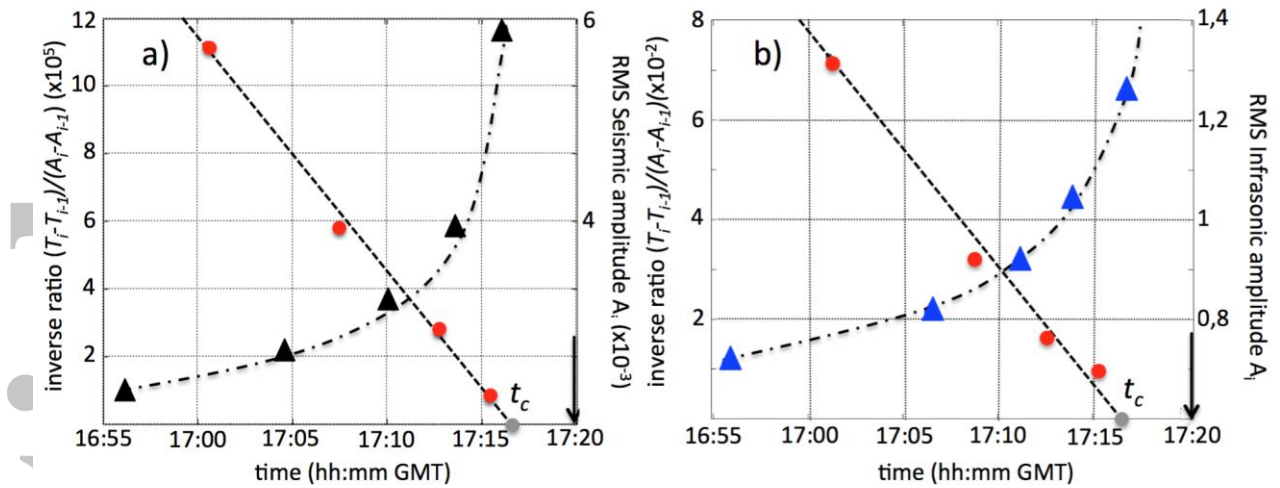 a)
inverse ratio (Ti-Ti-1)/(Ai-Ai-1) (x10⁵)
12
10
8
6
4
2
6
4
RMS Seismic amplitude Ai (x10⁻³)
tc
16:55 17:00 17:05 17:10 17:15 17:20
time (hh:mm GMT)
b)
inverse ratio (Ti-Ti-1)/(Ai-Ai-1)(x10⁻²)
8
6
4
2
1,4
1,2
1
0,8
RMS Infrasonic amplitude Ai
tc
16:55 17:00 17:05 17:10 17:15 17:20
time (hh:mm GMT)